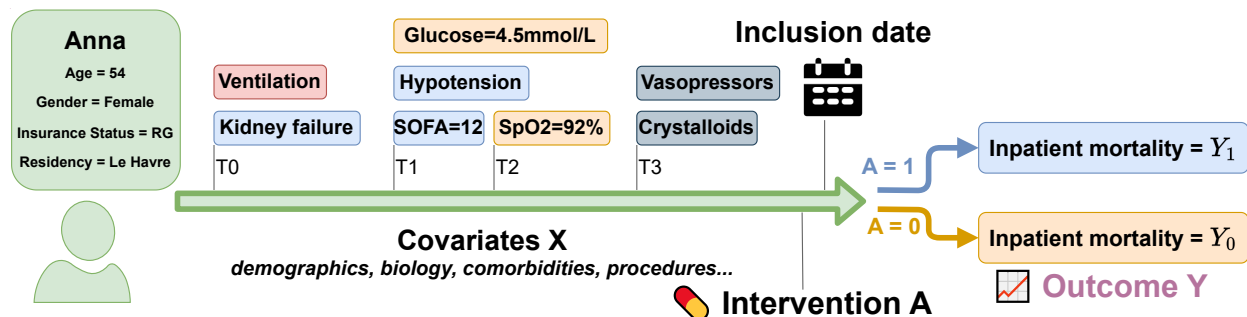 Anna
Age = 54
Gender = Female
Insurance Status = RG
Residency = Le Havre
Glucose=4.5mmol/L
Ventilation
Hypotension
Vasopressors
Kidney failure
SOFA=12
SpO2=92%
Crystalloids
T0
T1
T2
T3
Inclusion date
Covariates X
demographics, biology, comorbidities, procedures...
Intervention A
A = 1
A = 0
Inpatient mortality = Y₁
Inpatient mortality = Y₀
Outcome Y